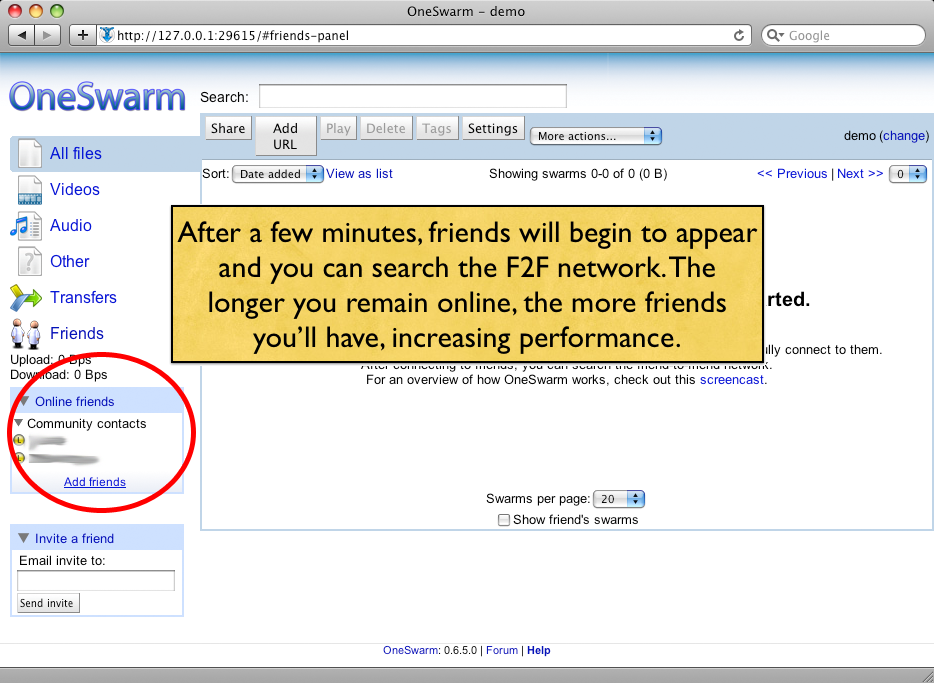 OneSwarm – demo
http://127.0.0.1:29615/#friends-panel
Google
OneSwarm
Search:
Share
Add
URL
Play
Delete
Tags
Settings
More actions...
demo (change)
All files
Videos
Audio
Other
Transfers
Friends
Upload: 0 Bps
Download: 0 Bps
Online friends
Community contacts
L
L
Add friends
Invite a friend
Email invite to:
Send invite
Sort: Date added View as list
Showing swarms 0-0 of 0 (0 B)
<< Previous | Next >> 0
After a few minutes, friends will begin to appear
and you can search the F2F network. The
longer you remain online, the more friends
you'll have, increasing performance.
rted.
lly connect to them.
After connecting to friends, you can search the friend-to-friend network.
For an overview of how OneSwarm works, check out this screencast.
Swarms per page: 20
Show friend's swarms
OneSwarm: 0.6.5.0 | Forum | Help